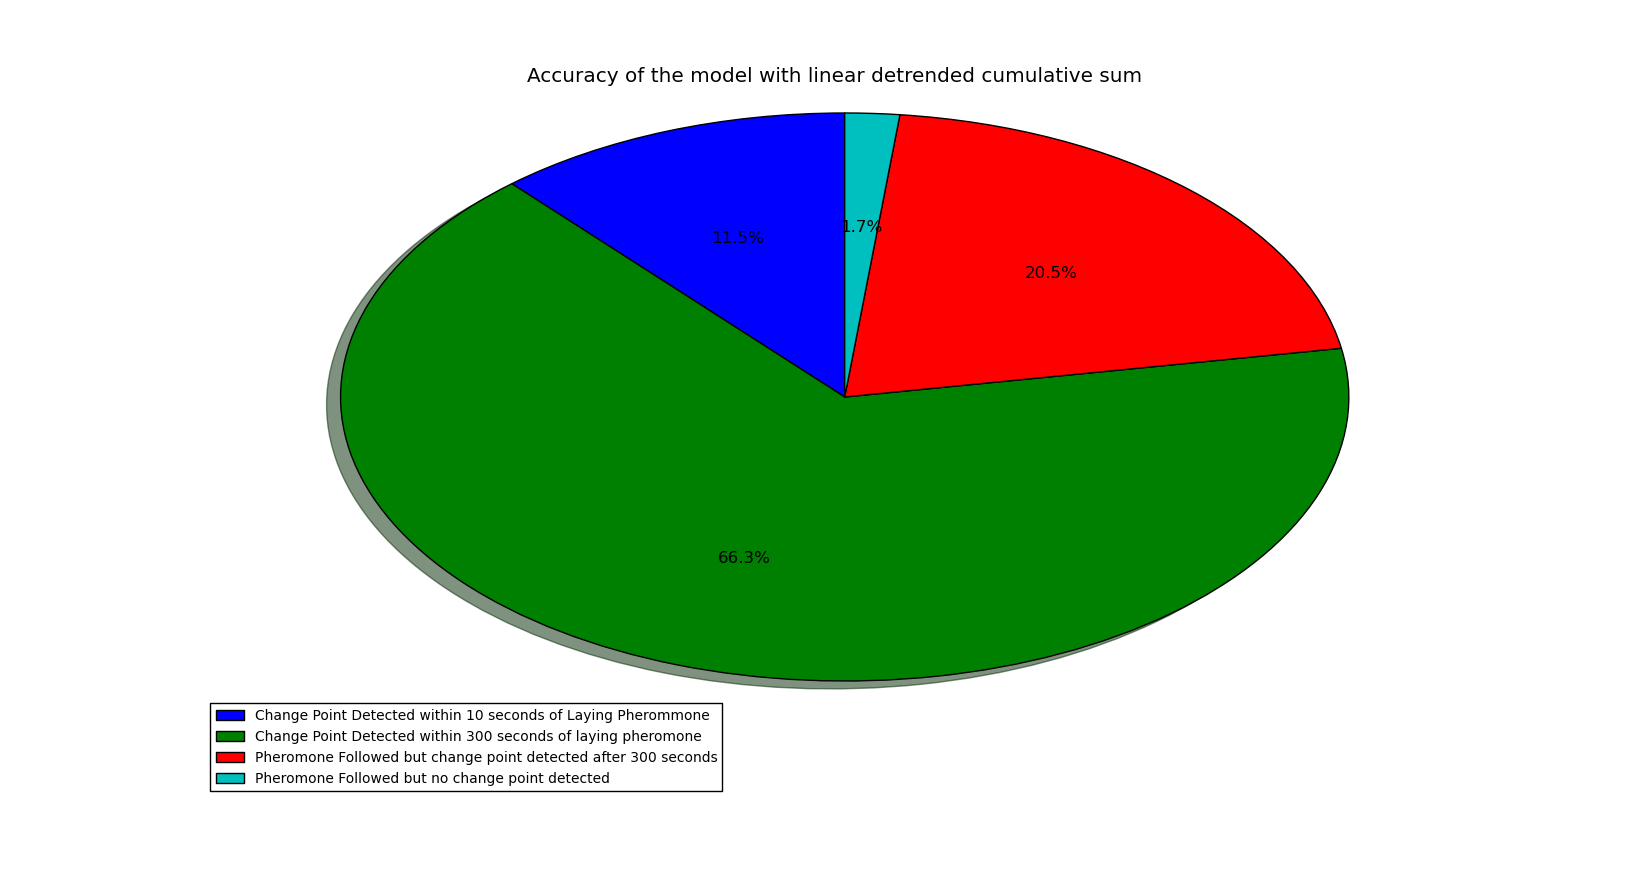 Accuracy of the model with linear detrended cumulative sum
1.7%
11.5%
20.5%
66.3%
Change Point Detected within 10 seconds of Laying Pherommone
Change Point Detected within 300 seconds of laying pheromone
Pheromone Followed but change point detected after 300 seconds
Pheromone Followed but no change point detected